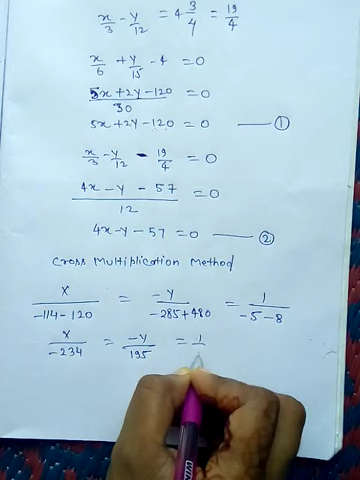 x/3 - y/12 = 4 3/4 = 19/4
x/6 + y/15 - 4 = 0
5x + 2y - 120 / 30 = 0
5x + 2y - 120 = 0 — ①
x/3 - y/12 - 19/4 = 0
4x - y - 57 / 12 = 0
4x - y - 57 = 0 — ②
Cross Multiplication Method
x / -114 - 120 = -y / -285 + 480 = 1 / -5 - 8
x / -234 = -y / 195 = 1 /